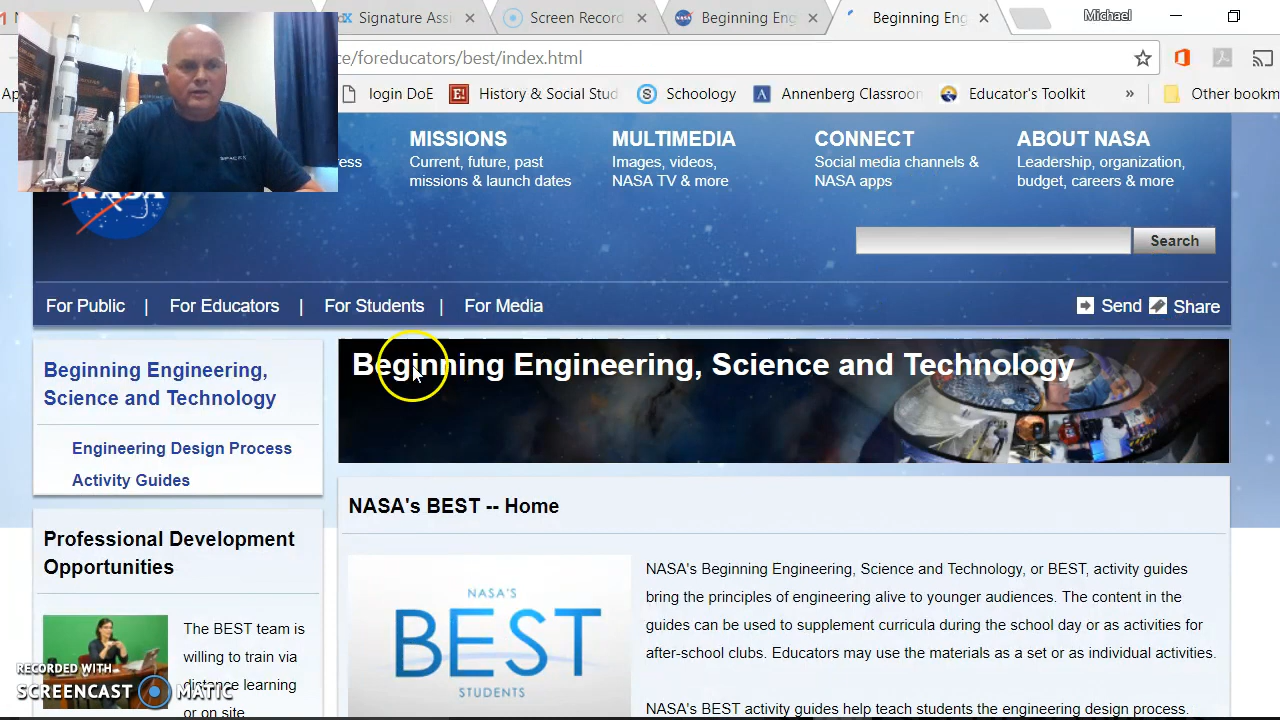 Signature Ass
Screen Record
Beginning Eng
Beginning Eng
Michael
ce/foreducators/best/index.html
login DoE
History & Social Stud
Schoology
Annenberg Classroom
Educator's Toolkit
»
Other bookm
MISSIONS
Current, future, past
missions & launch dates
MULTIMEDIA
Images, videos,
NASA TV & more
CONNECT
Social media channels &
NASA apps
ABOUT NASA
Leadership, organization,
budget, careers & more
NASA
Search
For Public | For Educators | For Students | For Media
Send
Share
Beginning Engineering,
Science and Technology
Engineering Design Process
Activity Guides
Professional Development
Opportunities
The BEST team is
willing to train via
distance learning
or on site.
Beginning Engineering, Science and Technology
NASA's BEST -- Home
NASA'S
BEST
STUDENTS
NASA's Beginning Engineering, Science and Technology, or BEST, activity guides
bring the principles of engineering alive to younger audiences. The content in the
guides can be used to supplement curricula during the school day or as activities for
after-school clubs. Educators may use the materials as a set or as individual activities.
NASA's BEST activity guides help teach students the engineering design process.
RECORDED WITH
SCREENCAST MATIC